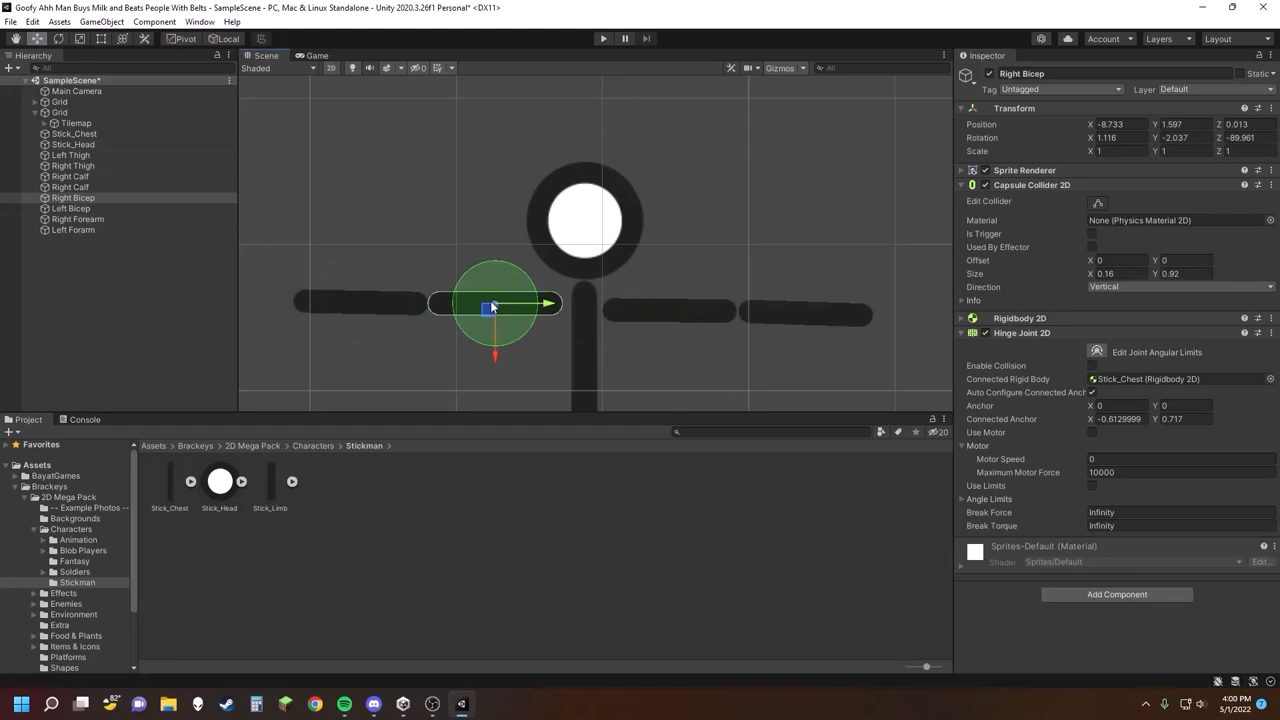 Goofy Ahh Man Buys Milk and Beats People With Belts - SampleScene - PC, Mac & Linux Standalone - Unity 2020.3.26f1 Personal* <DX11>
File Edit Assets GameObject Component Window Help
Pivot Local Account Layers Layout
Hierarchy
All
SampleScene*
Main Camera
Grid
Grid
Tilemap
Stick_Chest
Stick_Head
Left Thigh
Right Thigh
Right Calf
Right Calf
Right Bicep
Left Bicep
Right Forearm
Left Forarm
Scene Game
Shaded 2D 0 Gizmos All
Inspector
Right Bicep Static
Tag Untagged Layer Default
Transform
Position X -8.733 Y 1.597 Z 0.013
Rotation X 1.116 Y -2.037 Z -89.961
Scale X 1 Y 1 Z 1
Sprite Renderer
Capsule Collider 2D
Edit Collider
Material None (Physics Material 2D)
Is Trigger
Used By Effector
Offset X 0 Y 0
Size X 0.16 Y 0.92
Direction Vertical
Info
Rigidbody 2D
Hinge Joint 2D
Edit Joint Angular Limits
Enable Collision
Connected Rigid Body Stick_Chest (Rigidbody 2D)
Auto Configure Connected Anch
Anchor X 0 Y 0
Connected Anchor X -0.6129999 Y 0.717
Use Motor
Motor
Motor Speed 0
Maximum Motor Force 10000
Use Limits
Angle Limits
Break Force Infinity
Break Torque Infinity
Sprites-Default (Material)
Shader Sprites/Default Edit...
Add Component
Project Console
20
Favorites
Assets
BayatGames
Brackeys
2D Mega Pack
-- Example Photos --
Backgrounds
Characters
Animation
Blob Players
Fantasy
Soldiers
Stickman
Effects
Enemies
Environment
Extra
Food & Plants
Items & Icons
Platforms
Shapes
Assets > Brackeys > 2D Mega Pack > Characters > Stickman >
Stick_Chest Stick_Head Stick_Limb
82°
4:00 PM
5/1/2022